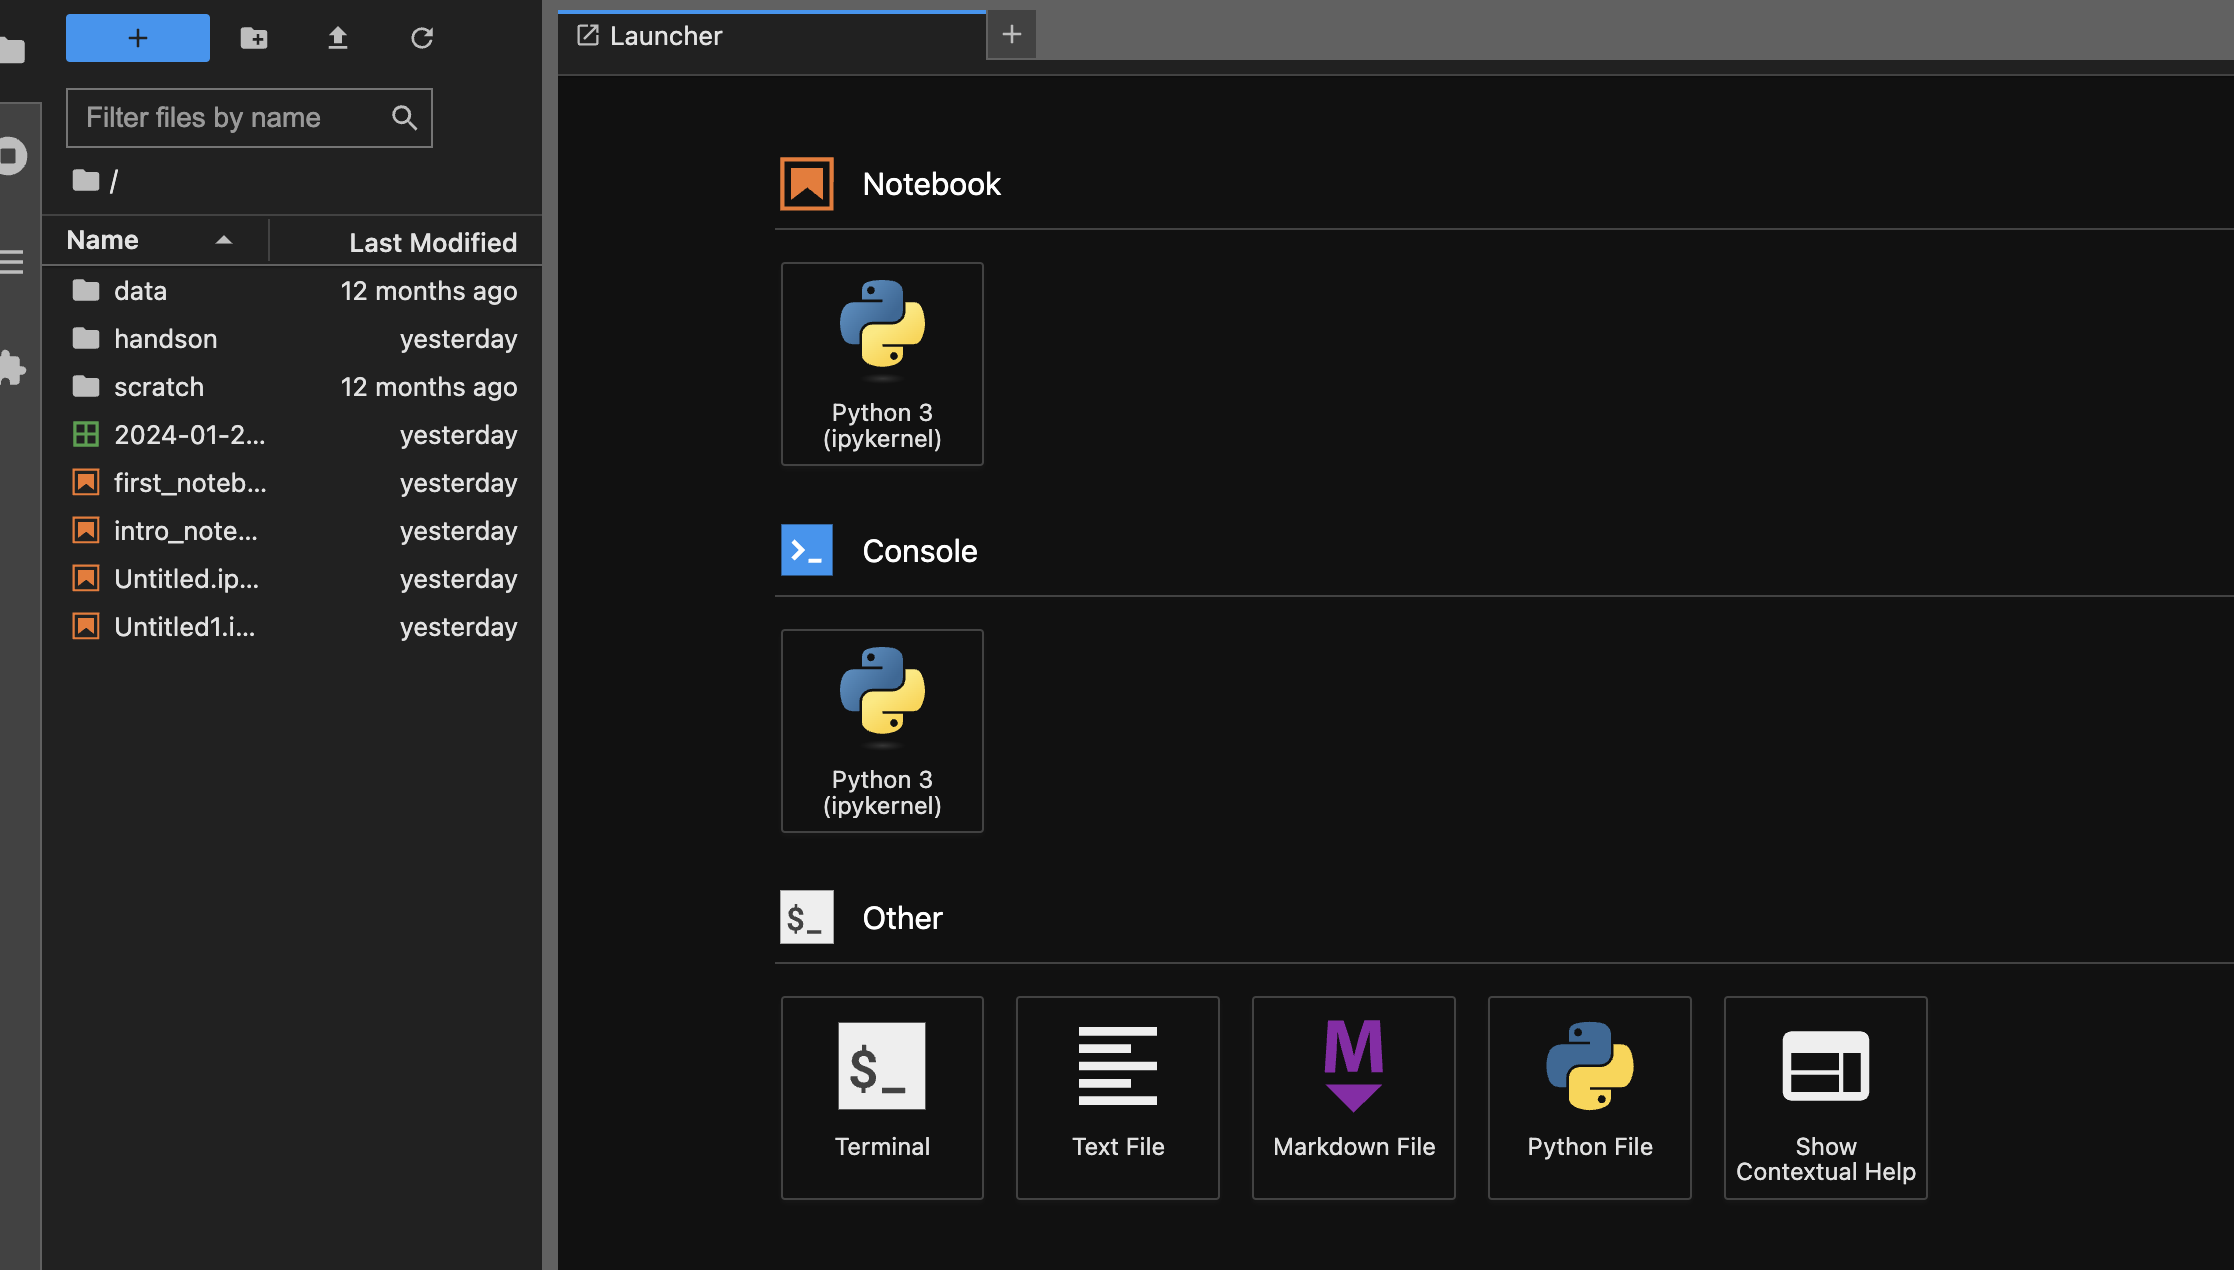 Launcher
Filter files by name
/
Name Last Modified
data 12 months ago
handson yesterday
scratch 12 months ago
2024-01-2... yesterday
first_noteb... yesterday
intro_note... yesterday
Untitled.ip... yesterday
Untitled1.i... yesterday
Notebook
Python 3
(ipykernel)
Console
Python 3
(ipykernel)
$_ Other
$_
Terminal
Text File
M
Markdown File
Python File
Show
Contextual Help